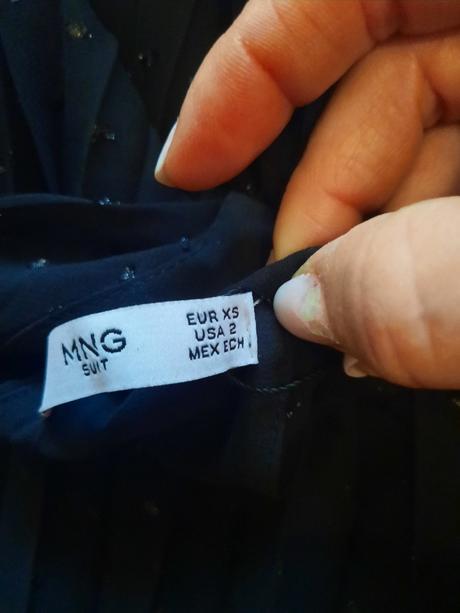 MNG
SUIT
EUR XS
USA 2
MEX ECH